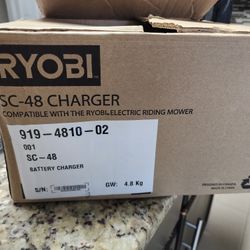 RYOBI
SC-48 CHARGER
COMPATIBLE WITH THE RYOBI ELECTRIC RIDING MOWER
919-4810-02
001
SC-48
BATTERY CHARGER
S/N:
GW: 4.8 Kg